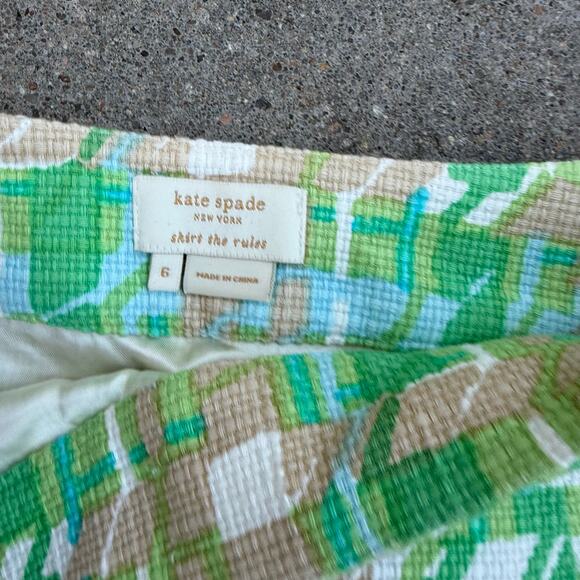 kate spade
NEW YORK
skirt the rules
6
MADE IN CHINA